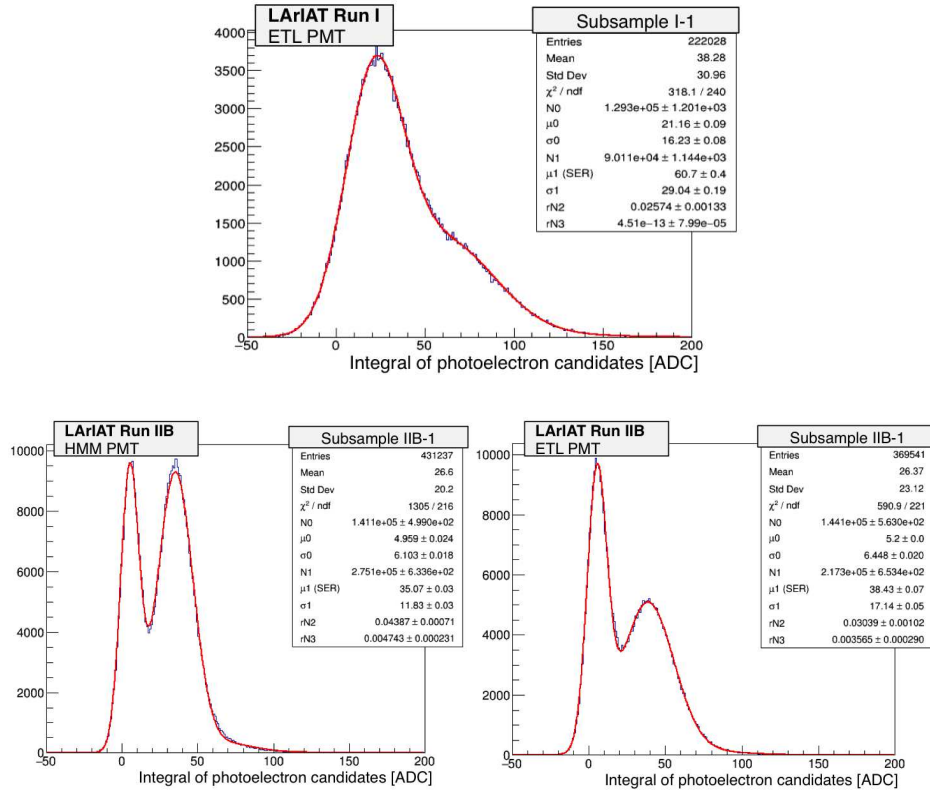 LArIAT Run I
ETL PMT
Subsample I-1
Entries 222028
Mean 38.28
Std Dev 30.96
χ² / ndf 318.1 / 240
N0 1.293e+05 ± 1.201e+03
μ0 21.16 ± 0.09
σ0 16.23 ± 0.08
N1 9.011e+04 ± 1.144e+03
μ1 (SER) 60.7 ± 0.4
σ1 29.04 ± 0.19
rN2 0.02574 ± 0.00133
rN3 4.51e−13 ± 7.99e−05
4000
3500
3000
2500
2000
1500
1000
500
0
−50 0 50 100 150 200
Integral of photoelectron candidates [ADC]
LArIAT Run IIB
HMM PMT
Subsample IIB-1
Entries 431237
Mean 26.6
Std Dev 20.2
χ² / ndf 1305 / 216
N0 1.411e+05 ± 4.990e+02
μ0 4.959 ± 0.024
σ0 6.103 ± 0.018
N1 2.751e+05 ± 6.336e+02
μ1 (SER) 35.07 ± 0.03
σ1 11.83 ± 0.03
rN2 0.04387 ± 0.00071
rN3 0.004743 ± 0.000231
10000
8000
6000
4000
2000
0
−50 0 50 100 150 200
Integral of photoelectron candidates [ADC]
LArIAT Run IIB
ETL PMT
Subsample IIB-1
Entries 369541
Mean 26.37
Std Dev 23.12
χ² / ndf 590.9 / 221
N0 1.441e+05 ± 5.630e+02
μ0 5.2 ± 0.0
σ0 6.448 ± 0.020
N1 2.173e+05 ± 6.534e+02
μ1 (SER) 38.43 ± 0.07
σ1 17.14 ± 0.05
rN2 0.03039 ± 0.00102
rN3 0.003565 ± 0.000290
10000
8000
6000
4000
2000
0
−50 0 50 100 150 200
Integral of photoelectron candidates [ADC]